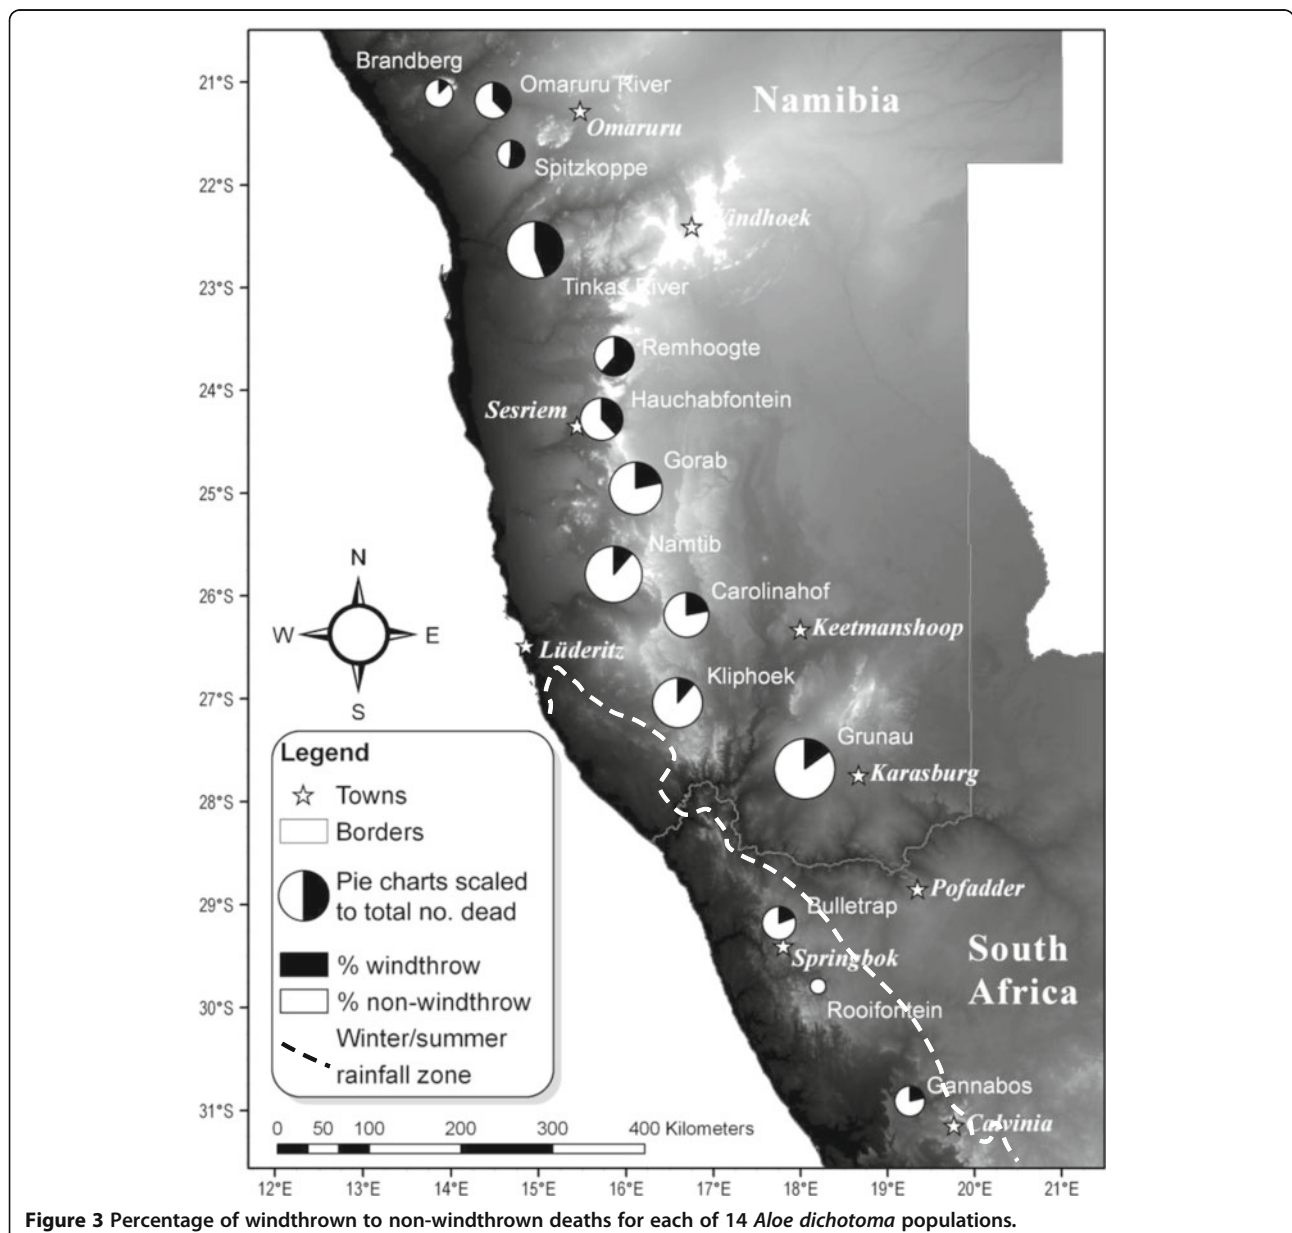 Brandberg
21°S
Omaruru River
Namibia
Omaruru
Spitzkoppe
22°S
Windhoek
23°S
Tinkas River
Remhoogte
24°S
Hauchabfontein
Sesriem
Gorab
25°S
Namtib
N
26°S
Carolinahof
W
E
Keetmanshoop
Lüderitz
Kliphoek
27°S
S
Grunau
Karasburg
28°S
Legend
Towns
Borders
Pie charts scaled
to total no. dead
% windthrow
% non-windthrow
Winter/summer
rainfall zone
Pofadder
29°S
Bulletrap
South
Africa
Springbok
30°S
Rooifontein
Gannabos
31°S
Calvinia
0 50 100 200 300 400 Kilometers
12°E 13°E 14°E 15°E 16°E 17°E 18°E 19°E 20°E 21°E
Figure 3 Percentage of windthrown to non-windthrown deaths for each of 14 Aloe dichotoma populations.